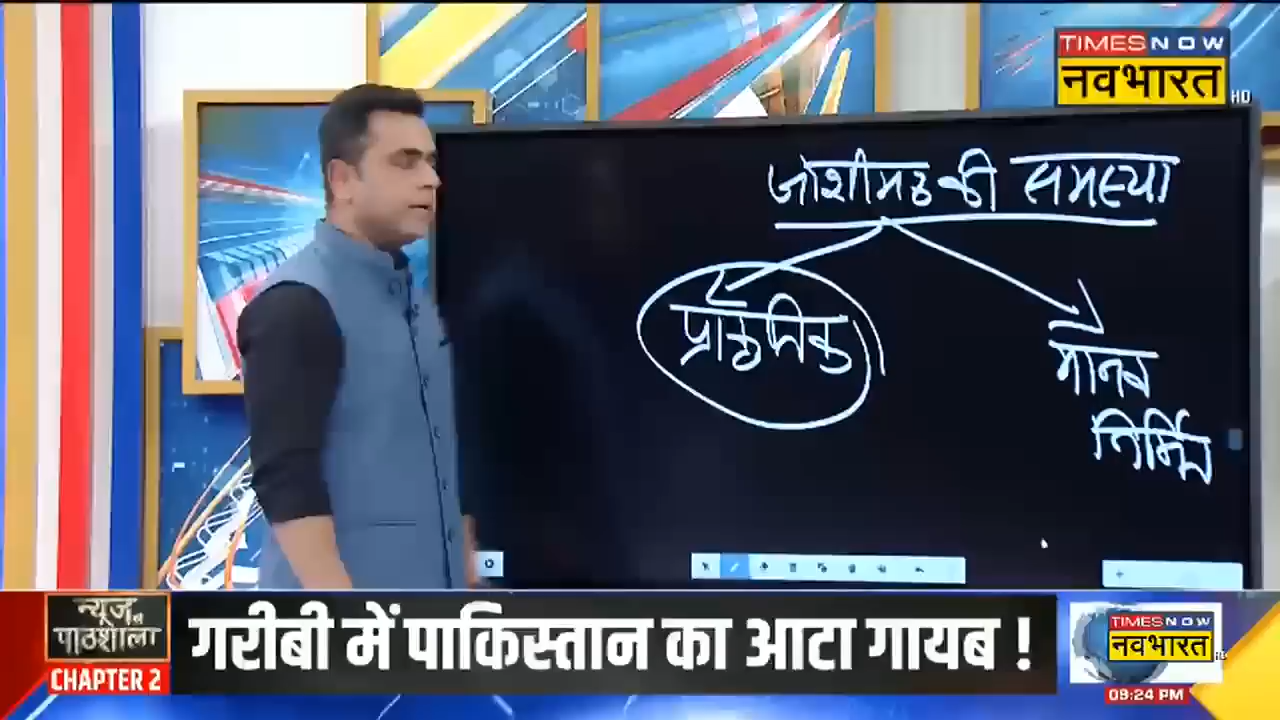 TIMES NOW
नवभारत
HD
जोशीमठ की समस्या
प्राकृतिक
मानव
निर्मित
न्यूज़ की
पाठशाला
CHAPTER 2
गरीबी में पाकिस्तान का आटा गायब !
TIMES NOW
नवभारत
09:24 PM